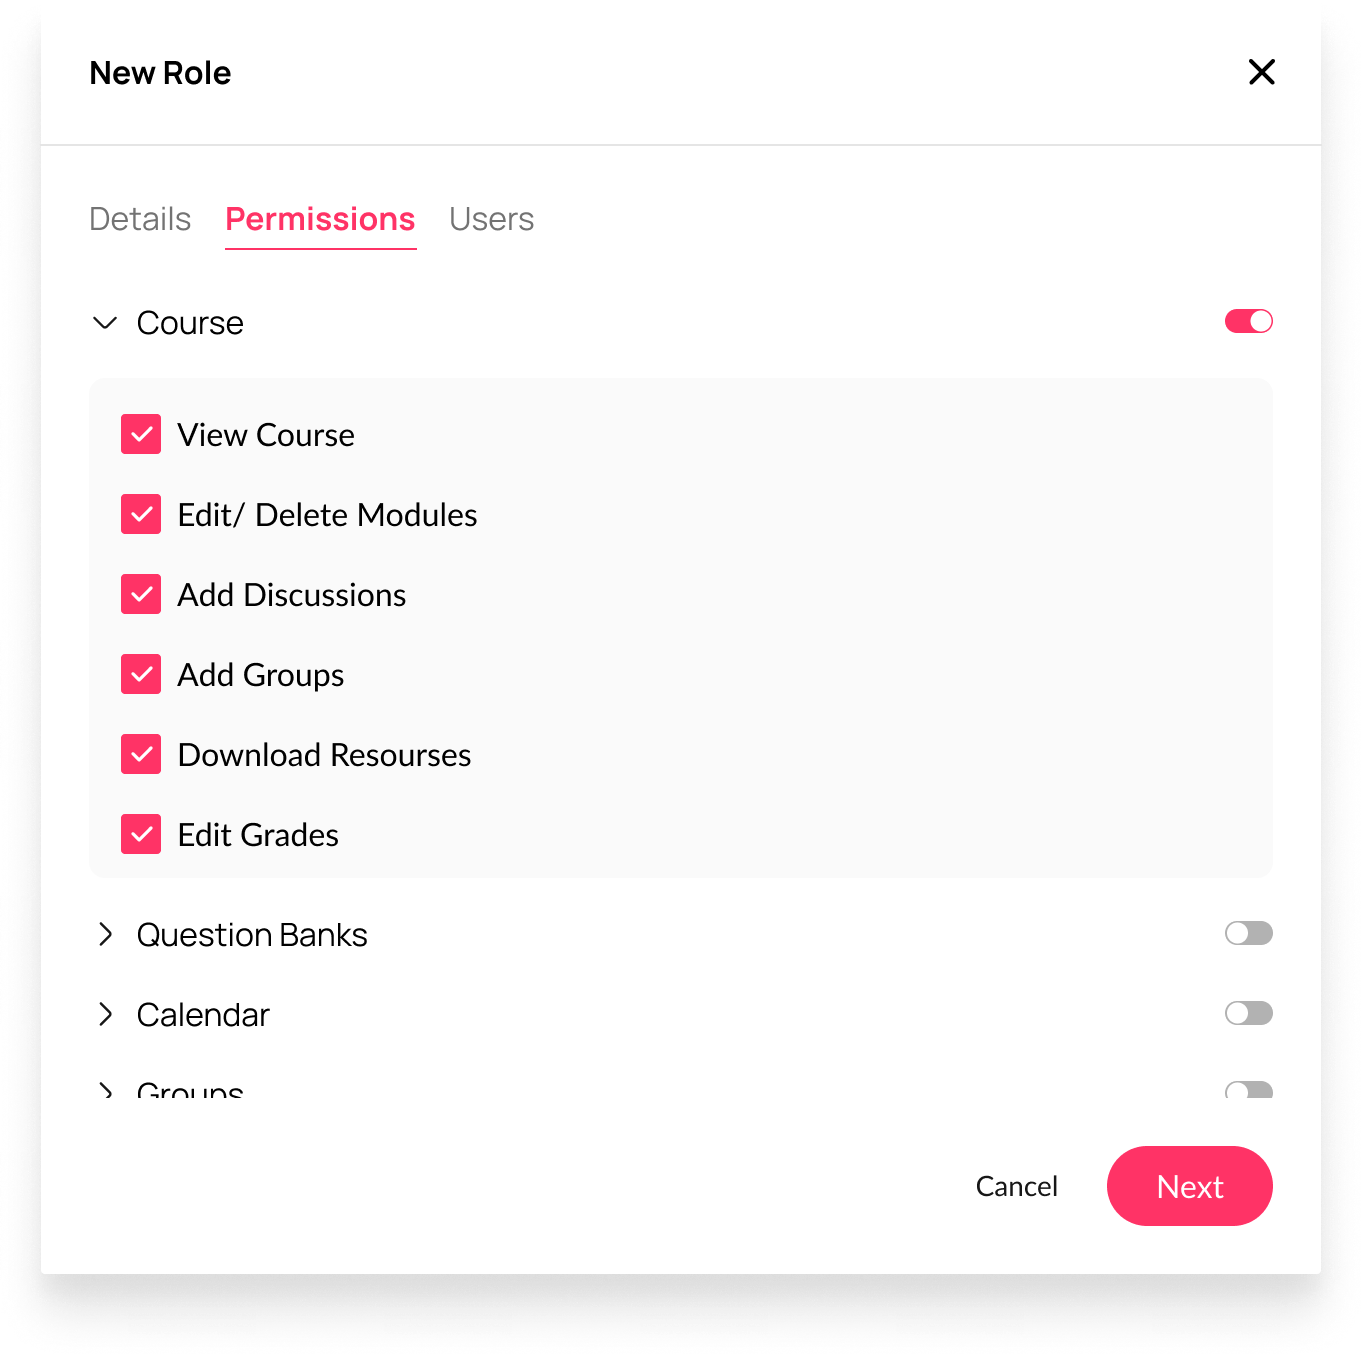 New Role
Details Permissions Users
Course
View Course
Edit/ Delete Modules
Add Discussions
Add Groups
Download Resourses
Edit Grades
Question Banks
Calendar
Groups
Cancel Next